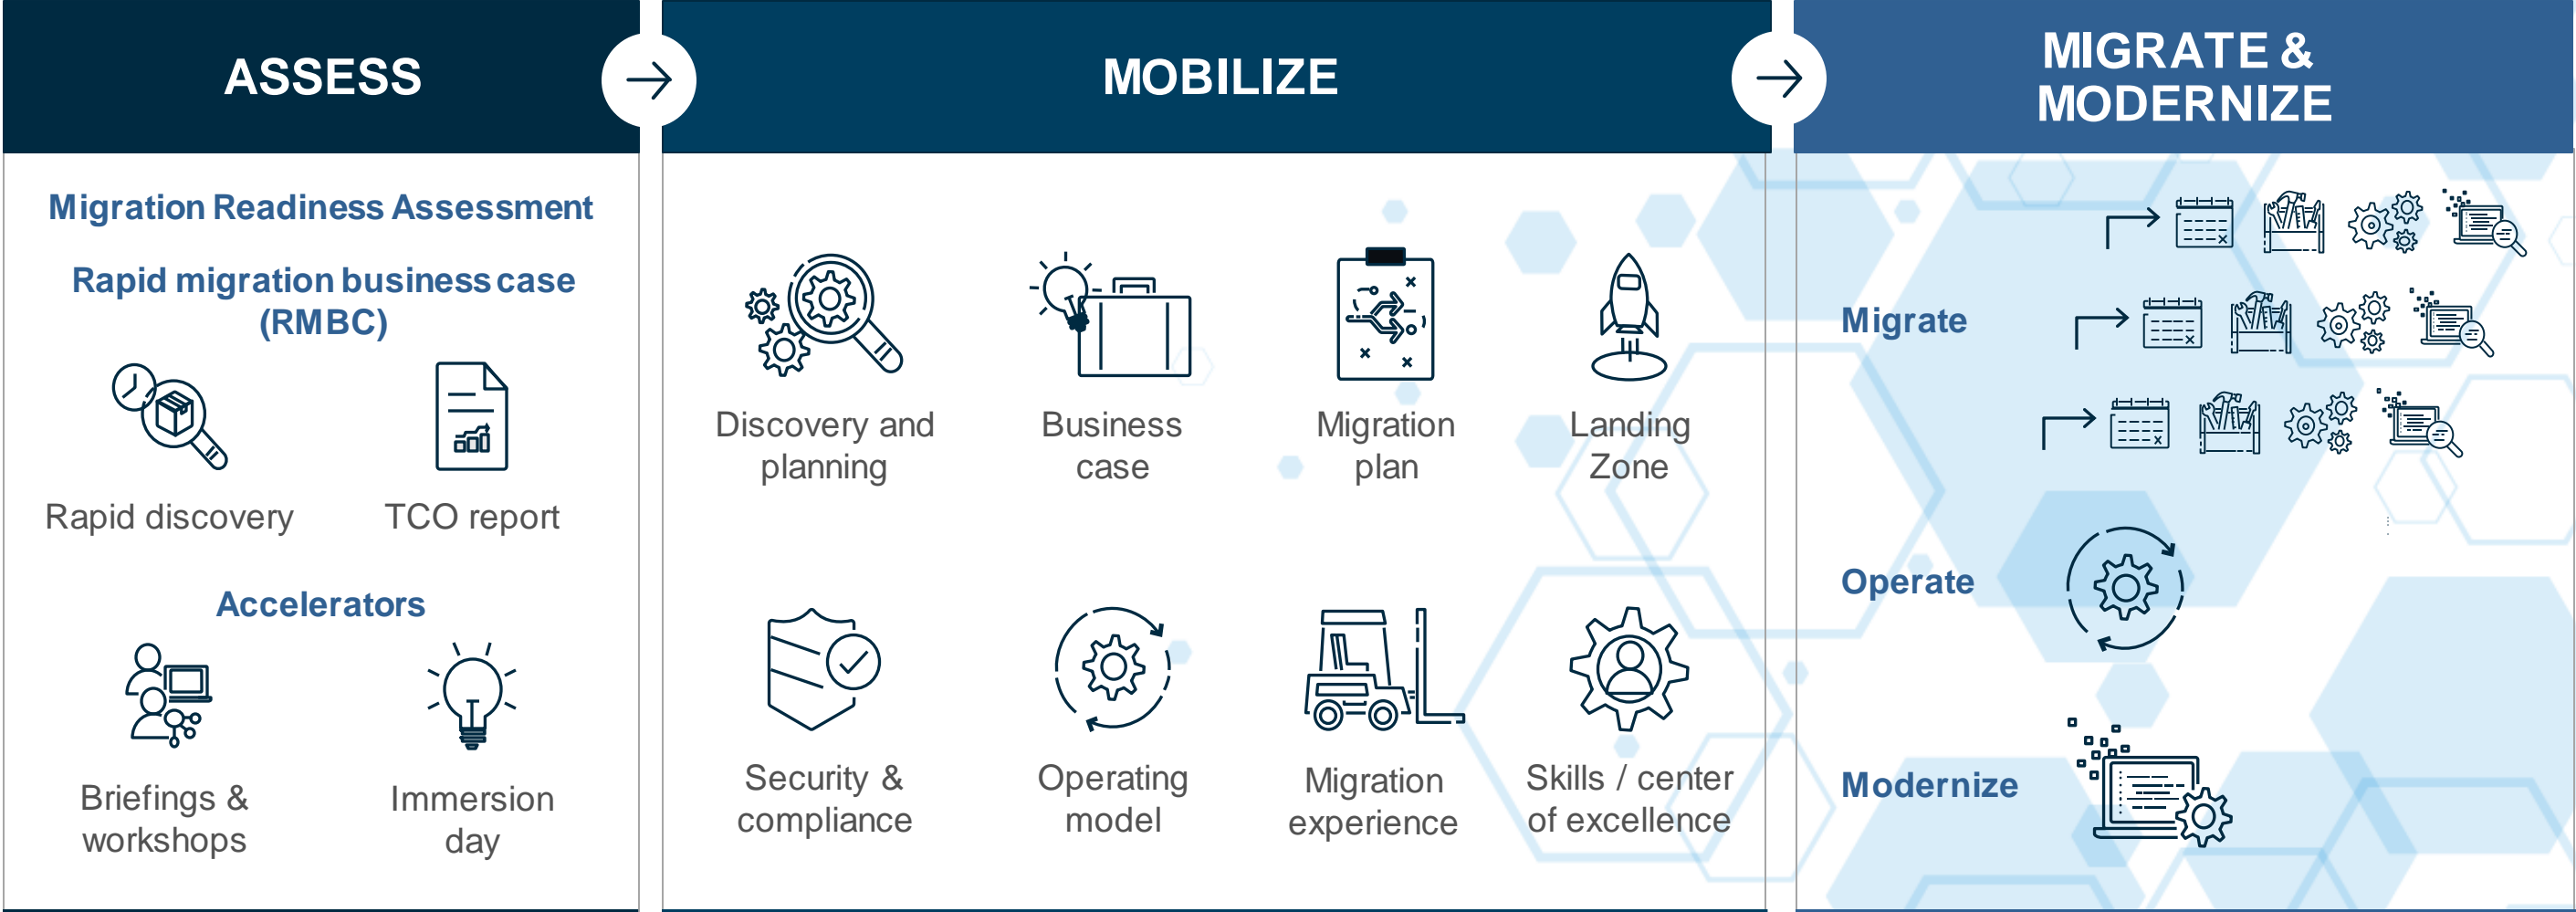 ASSESS
MOBILIZE
MIGRATE &
MODERNIZE
Migration Readiness Assessment
Rapid migration business case
(RMBC)
Rapid discovery
TCO report
Accelerators
Briefings &
workshops
Immersion
day
Discovery and
planning
Business
case
Migration
plan
Landing
Zone
Security &
compliance
Operating
model
Migration
experience
Skills / center
of excellence
Migrate
Operate
Modernize